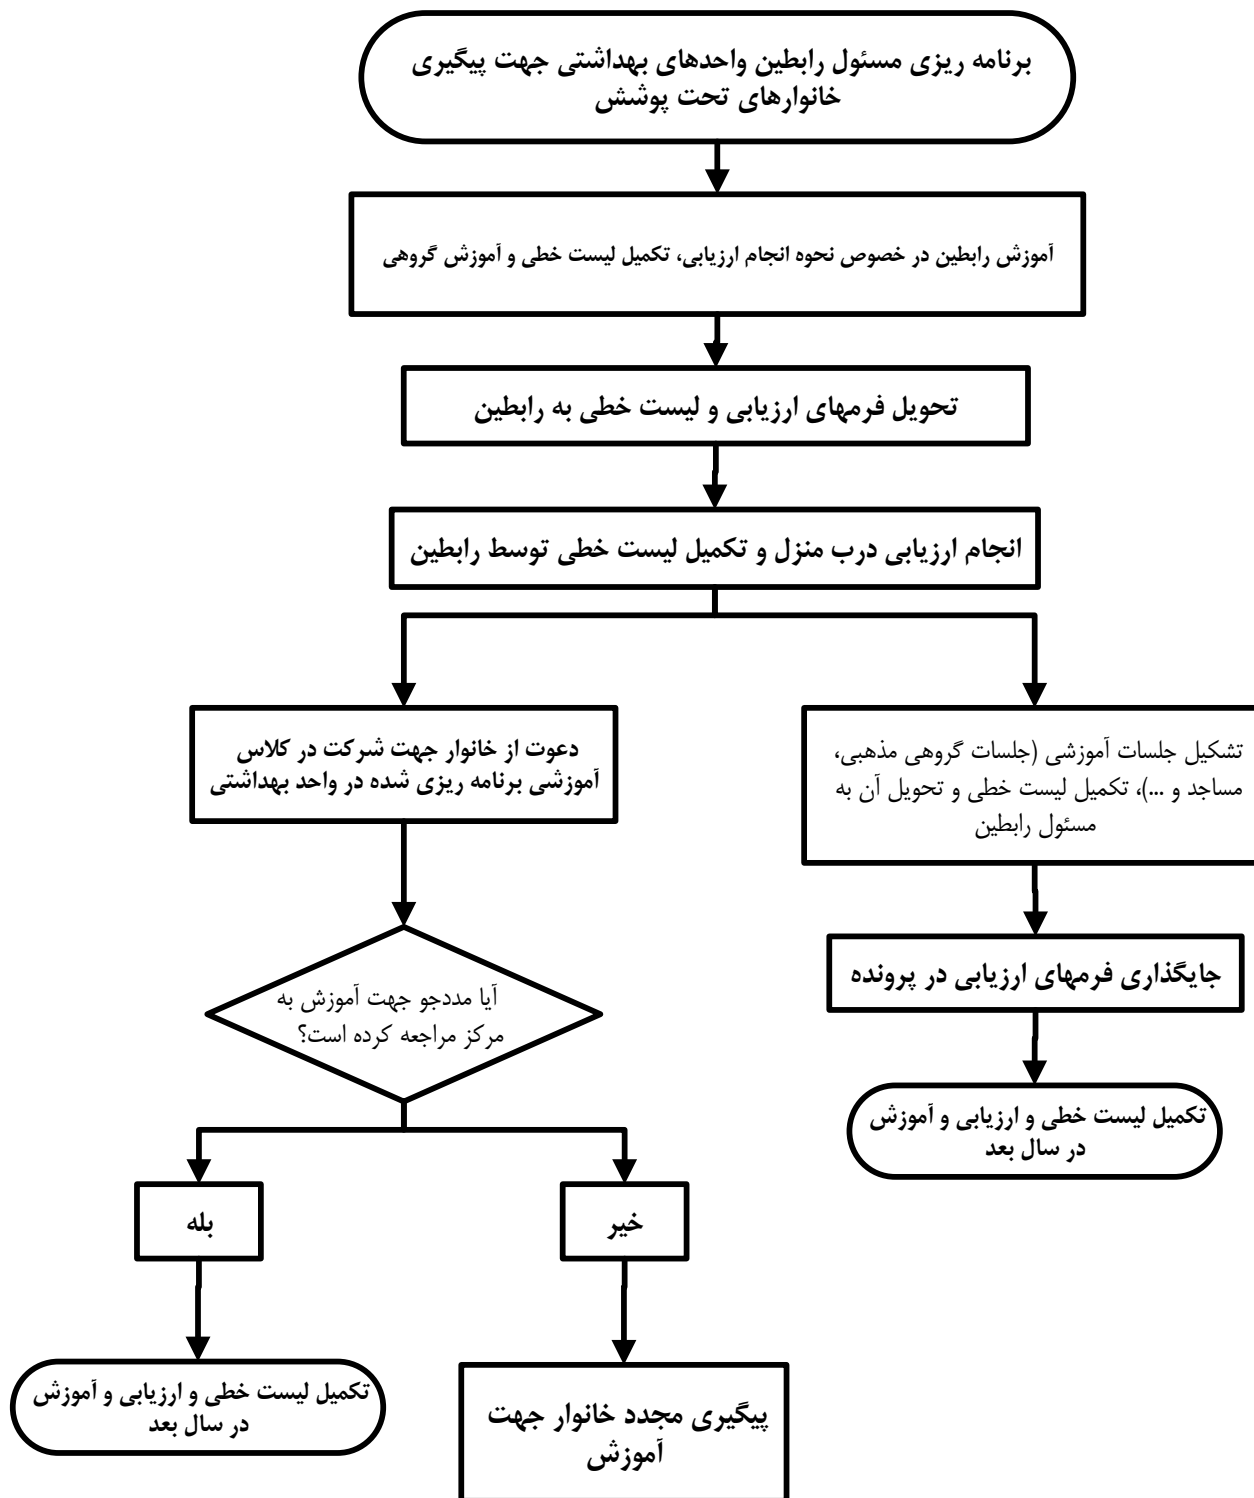 برنامه ریزی مسئول رابطین واحدهای بهداشتی جهت پیگیری
خانوارهای تحت پوشش
آموزش رابطین در خصوص نحوه انجام ارزیابی، تکمیل لیست خطی و آموزش گروهی
تحویل فرمهای ارزیابی و لیست خطی به رابطین
انجام ارزیابی درب منزل و تکمیل لیست خطی توسط رابطین
تشکیل جلسات آموزشی (جلسات گروهی مذهبی،
مساجد و ...)، تکمیل لیست خطی و تحویل آن به
مسئول رابطین
جایگذاری فرمهای ارزیابی در پرونده
تکمیل لیست خطی و ارزیابی و آموزش
در سال بعد
دعوت از خانوار جهت شرکت در کلاس
آموزشی برنامه ریزی شده در واحد بهداشتی
آیا مددجو جهت آموزش به
مرکز مراجعه کرده است؟
خیر
پیگیری مجدد خانوار جهت
آموزش
بله
تکمیل لیست خطی و ارزیابی و آموزش
در سال بعد